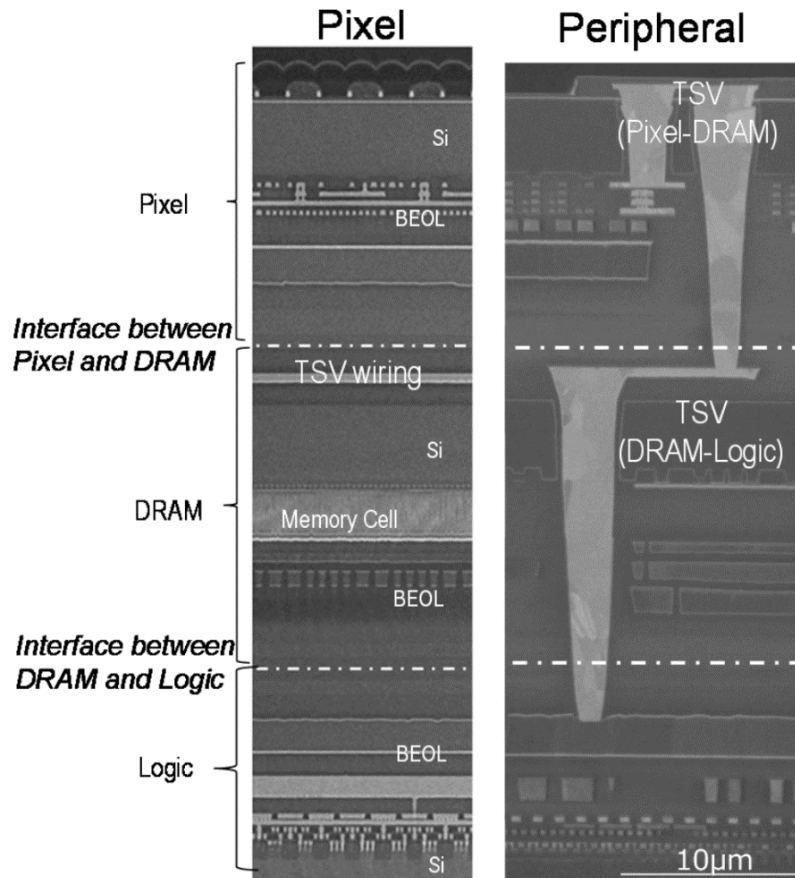 Pixel
Peripheral
TSV
(Pixel-DRAM)
Si
Pixel
BEOL
Interface between
Pixel and DRAM
TSV wiring
TSV
(DRAM-Logic)
Si
DRAM
Memory Cell
BEOL
Interface between
DRAM and Logic
BEOL
Logic
Si
10μm